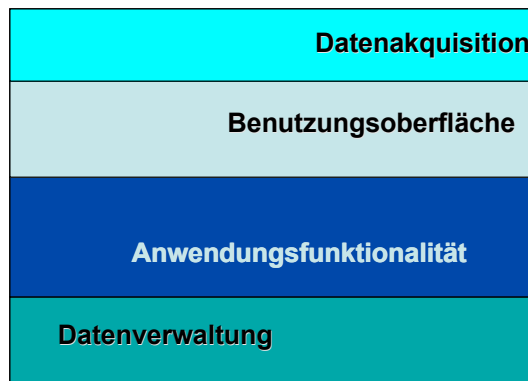 Datenakquisition
Benutzungsoberfläche
Anwendungsfunktionalität
Datenverwaltung